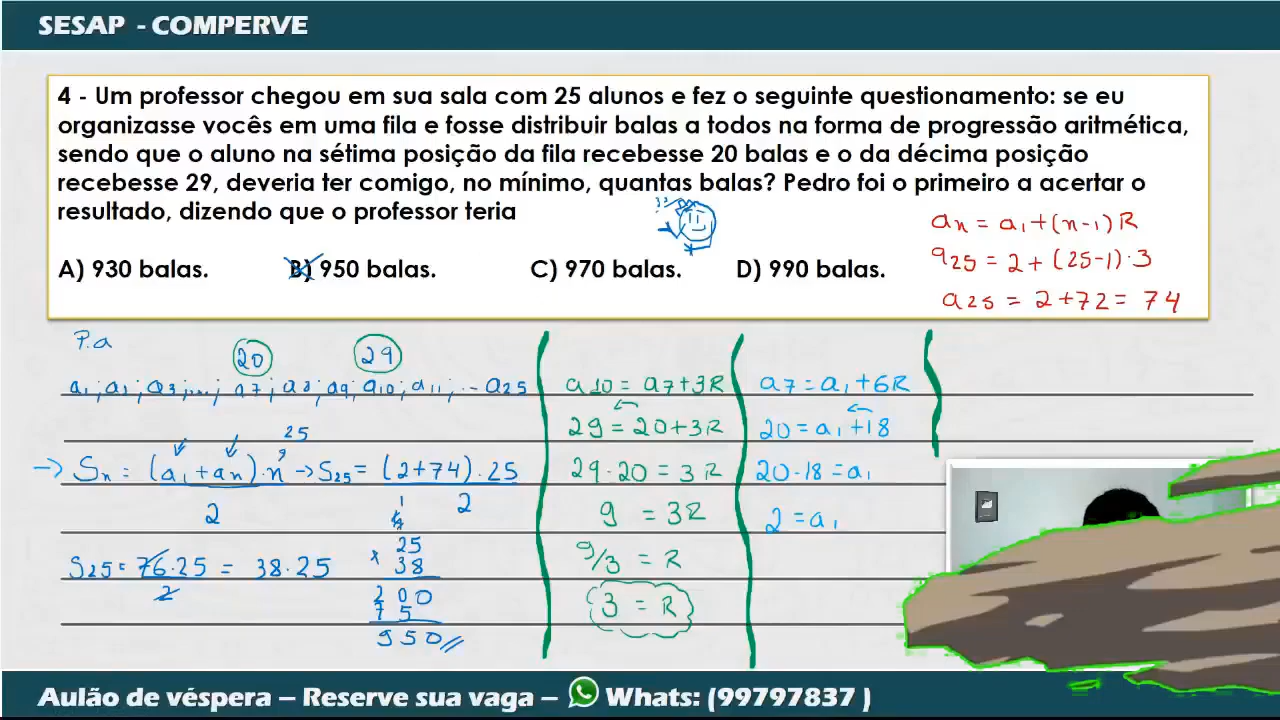 SESAP - COMPERVE
4 - Um professor chegou em sua sala com 25 alunos e fez o seguinte questionamento: se eu
organizasse vocês em uma fila e fosse distribuir balas a todos na forma de progressão aritmética,
sendo que o aluno na sétima posição da fila recebesse 20 balas e o da décima posição
recebesse 29, deveria ter comigo, no mínimo, quantas balas? Pedro foi o primeiro a acertar o
resultado, dizendo que o professor teria
A) 930 balas. B) 950 balas. C) 970 balas. D) 990 balas.
an = a1 + (n-1) R
a25 = 2 + (25-1) · 3
a25 = 2 + 72 = 74
P.a
20 29
a1; a2; a3; ...; a7; a8; a9; a10; a11; ... a25
25
→ Sn = (a1 + an) · n → S25 = (2+74) · 25
2 2
S25 = 76·25 = 38·25
2
1
25
× 38
200
75
950
a10 = a7 + 3R
29 = 20 + 3R
29 - 20 = 3R
9 = 3R
9/3 = R
3 = R
a7 = a1 + 6R
20 = a1 + 18
20 - 18 = a1
2 = a1
Aulão de véspera – Reserve sua vaga – Whats: (99797837 )